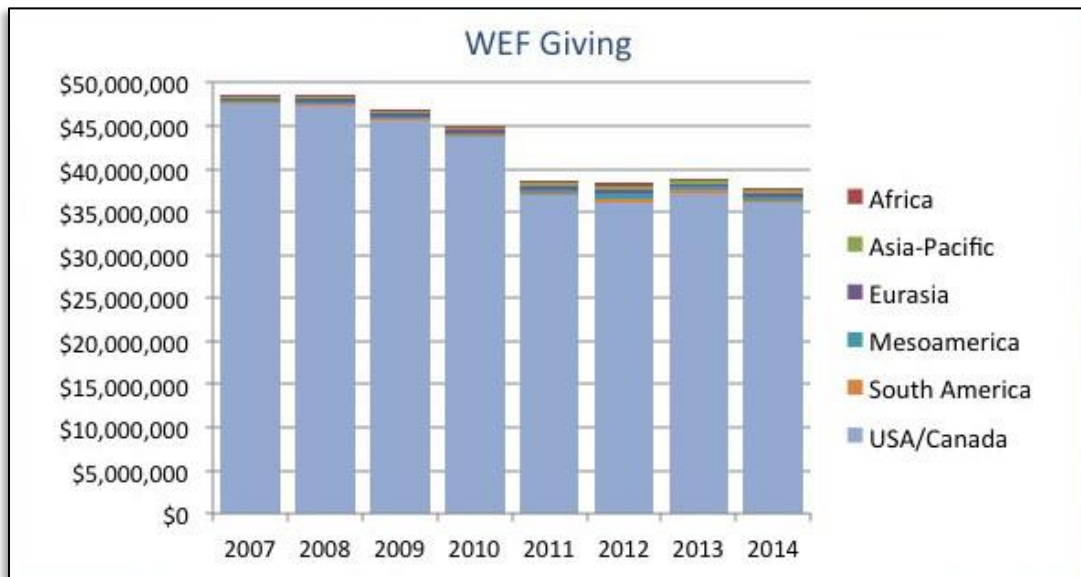 WEF Giving
$50,000,000
$45,000,000
$40,000,000
$35,000,000
$30,000,000
$25,000,000
$20,000,000
$15,000,000
$10,000,000
$5,000,000
$0
2007 2008 2009 2010 2011 2012 2013 2014
Africa
Asia-Pacific
Eurasia
Mesoamerica
South America
USA/Canada